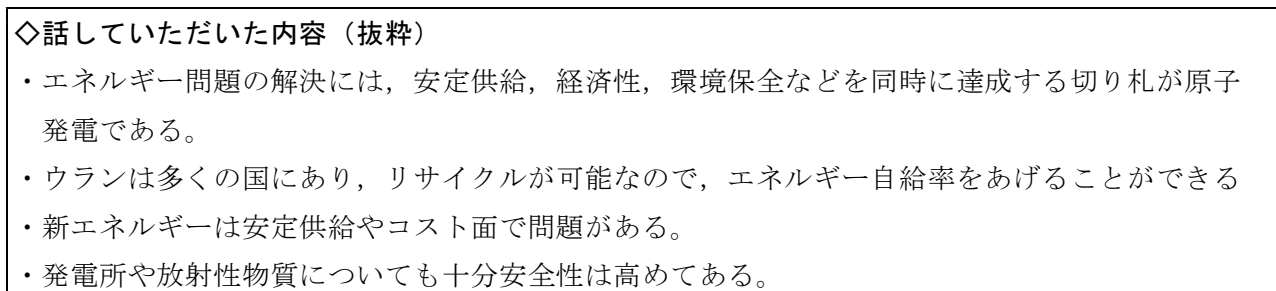 ◇話していただいた内容（抜粋）
・エネルギー問題の解決には，安定供給，経済性，環境保全などを同時に達成する切り札が原子
発電である。
・ウランは多くの国にあり，リサイクルが可能なので，エネルギー自給率をあげることができる
・新エネルギーは安定供給やコスト面で問題がある。
・発電所や放射性物質についても十分安全性は高めてある。